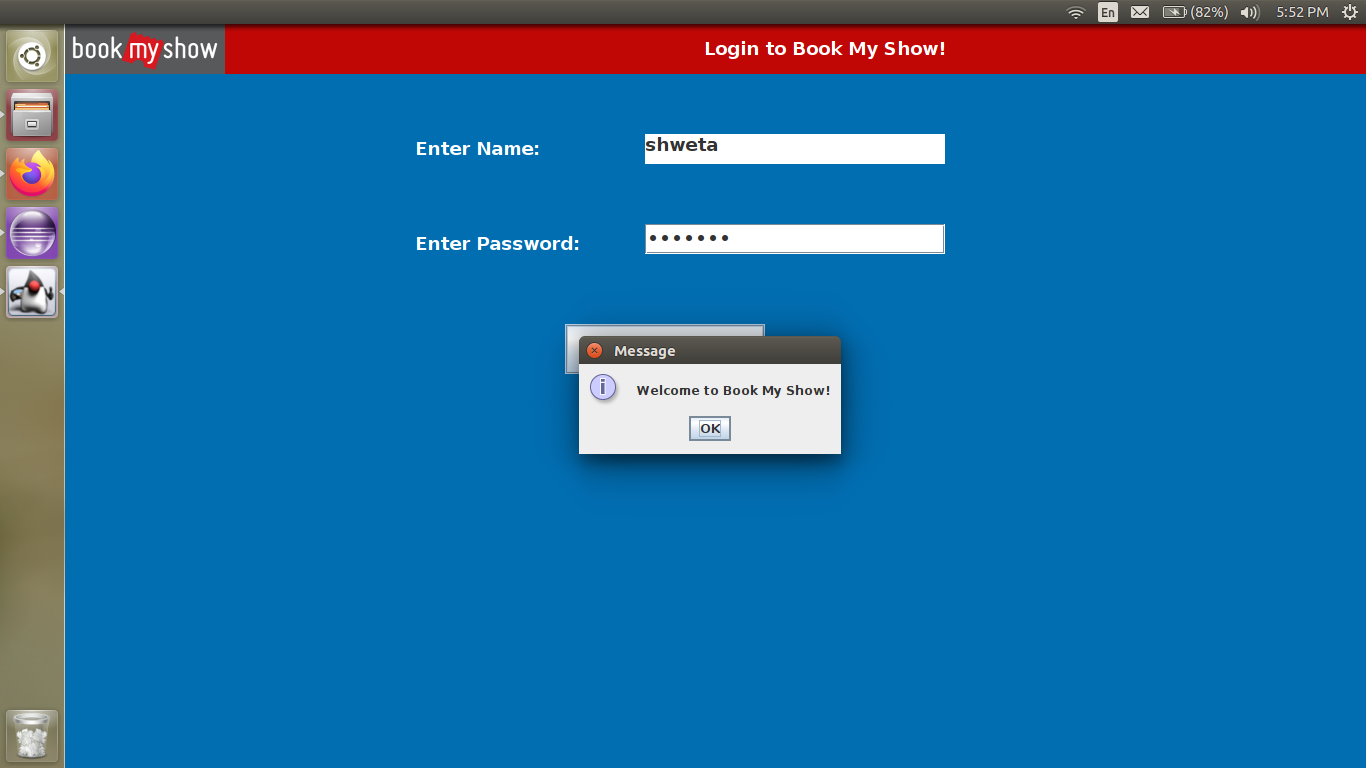 En (82%) 5:52 PM
book my show
Login to Book My Show!
Enter Name: shweta
Enter Password: •••••••
Message
i
Welcome to Book My Show!
OK